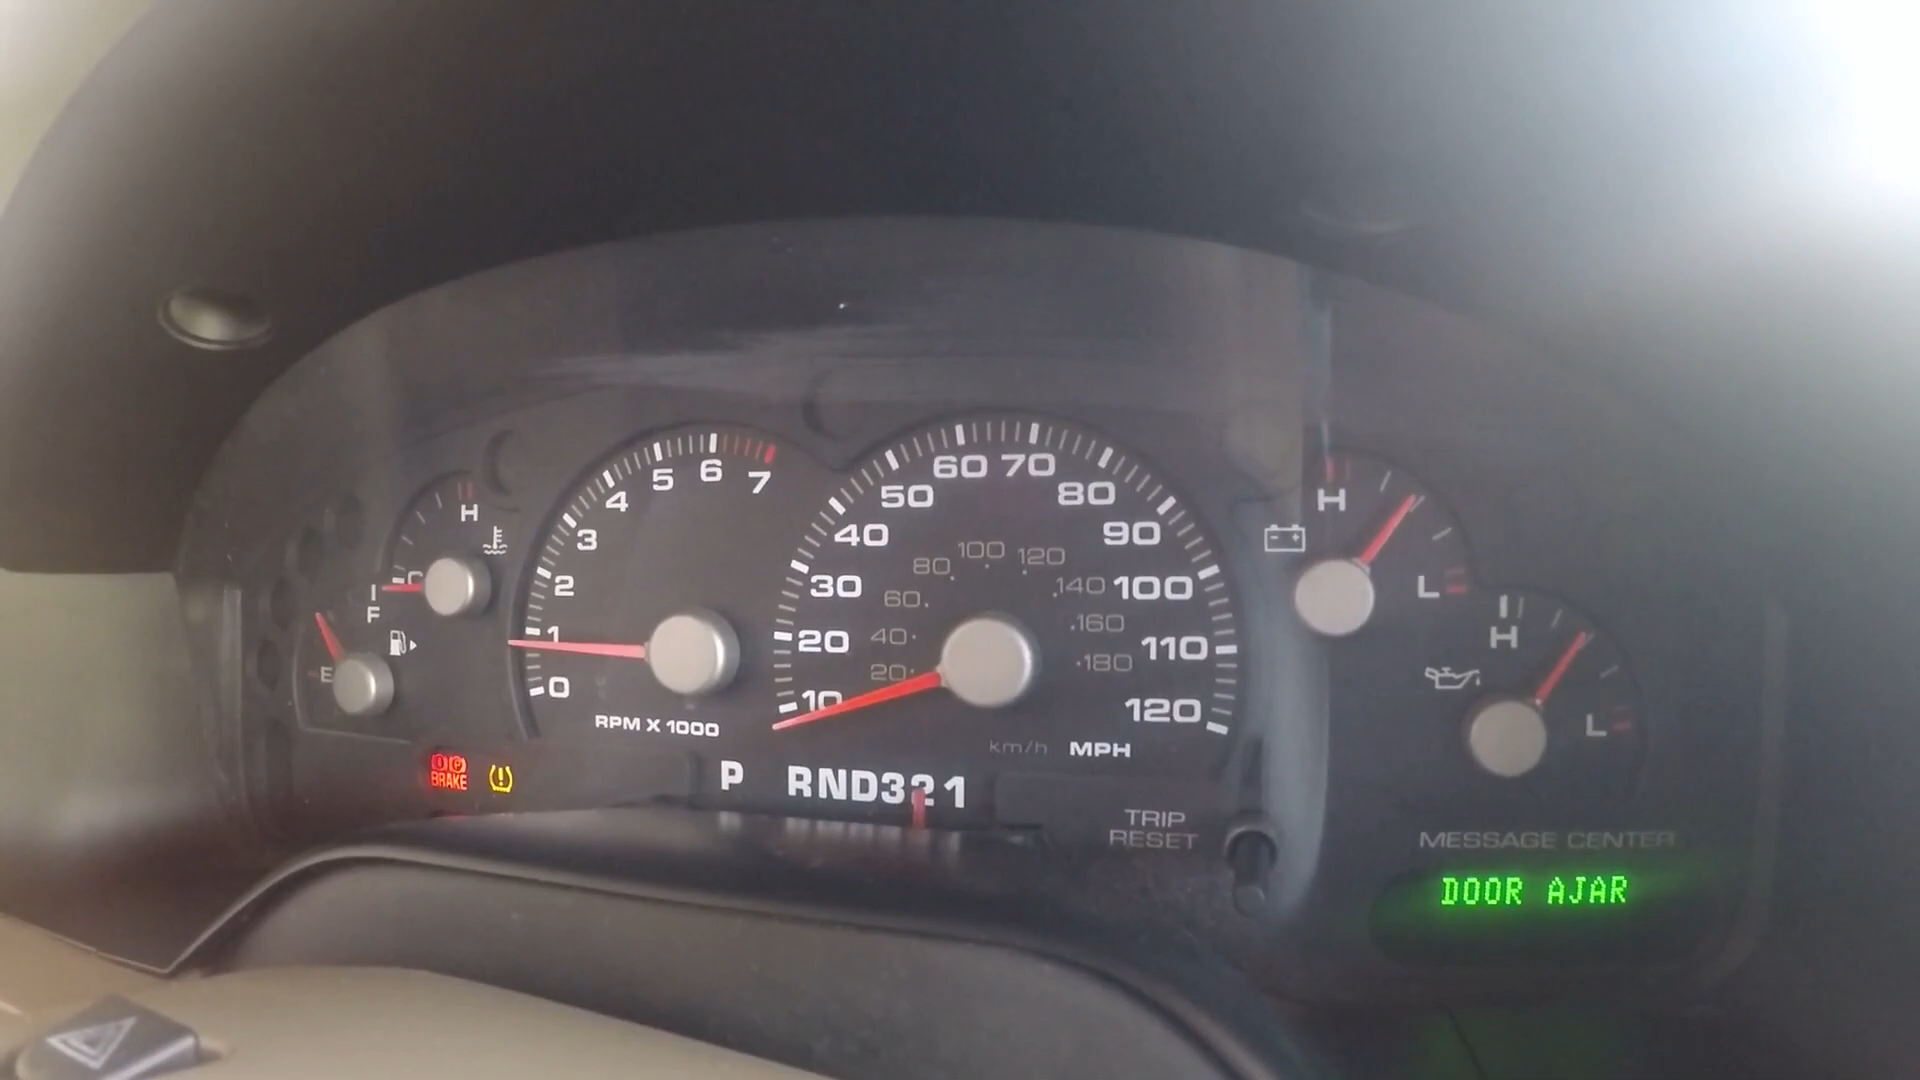 H
C
F
E
0
1
2
3
4
5
6
7
RPM X 1000
10
20
30
40
50
60
70
80
90
100
110
120
20
40
60
80
100
120
140
160
180
km/h
MPH
H
L
H
L
BRAKE
P RND321
TRIP
RESET
MESSAGE CENTER
DOOR AJAR